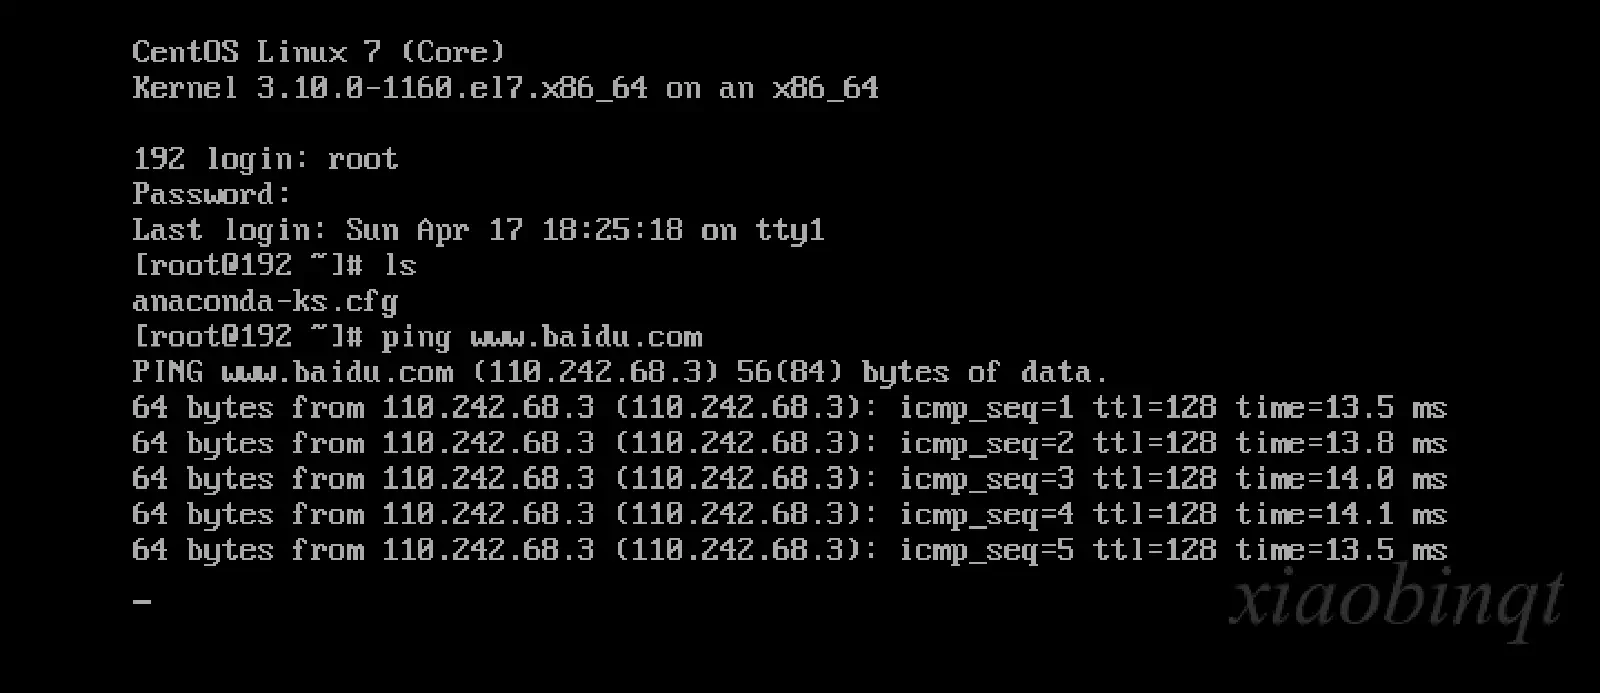 CentOS Linux 7 (Core)
Kernel 3.10.0-1160.el7.x86_64 on an x86_64
192 login: root
Password:
Last login: Sun Apr 17 18:25:18 on tty1
[root@192 ~]# ls
anaconda-ks.cfg
[root@192 ~]# ping www.baidu.com
PING www.baidu.com (110.242.68.3) 56(84) bytes of data.
64 bytes from 110.242.68.3 (110.242.68.3): icmp_seq=1 ttl=128 time=13.5 ms
64 bytes from 110.242.68.3 (110.242.68.3): icmp_seq=2 ttl=128 time=13.8 ms
64 bytes from 110.242.68.3 (110.242.68.3): icmp_seq=3 ttl=128 time=14.0 ms
64 bytes from 110.242.68.3 (110.242.68.3): icmp_seq=4 ttl=128 time=14.1 ms
64 bytes from 110.242.68.3 (110.242.68.3): icmp_seq=5 ttl=128 time=13.5 ms
_
xiaobinqt